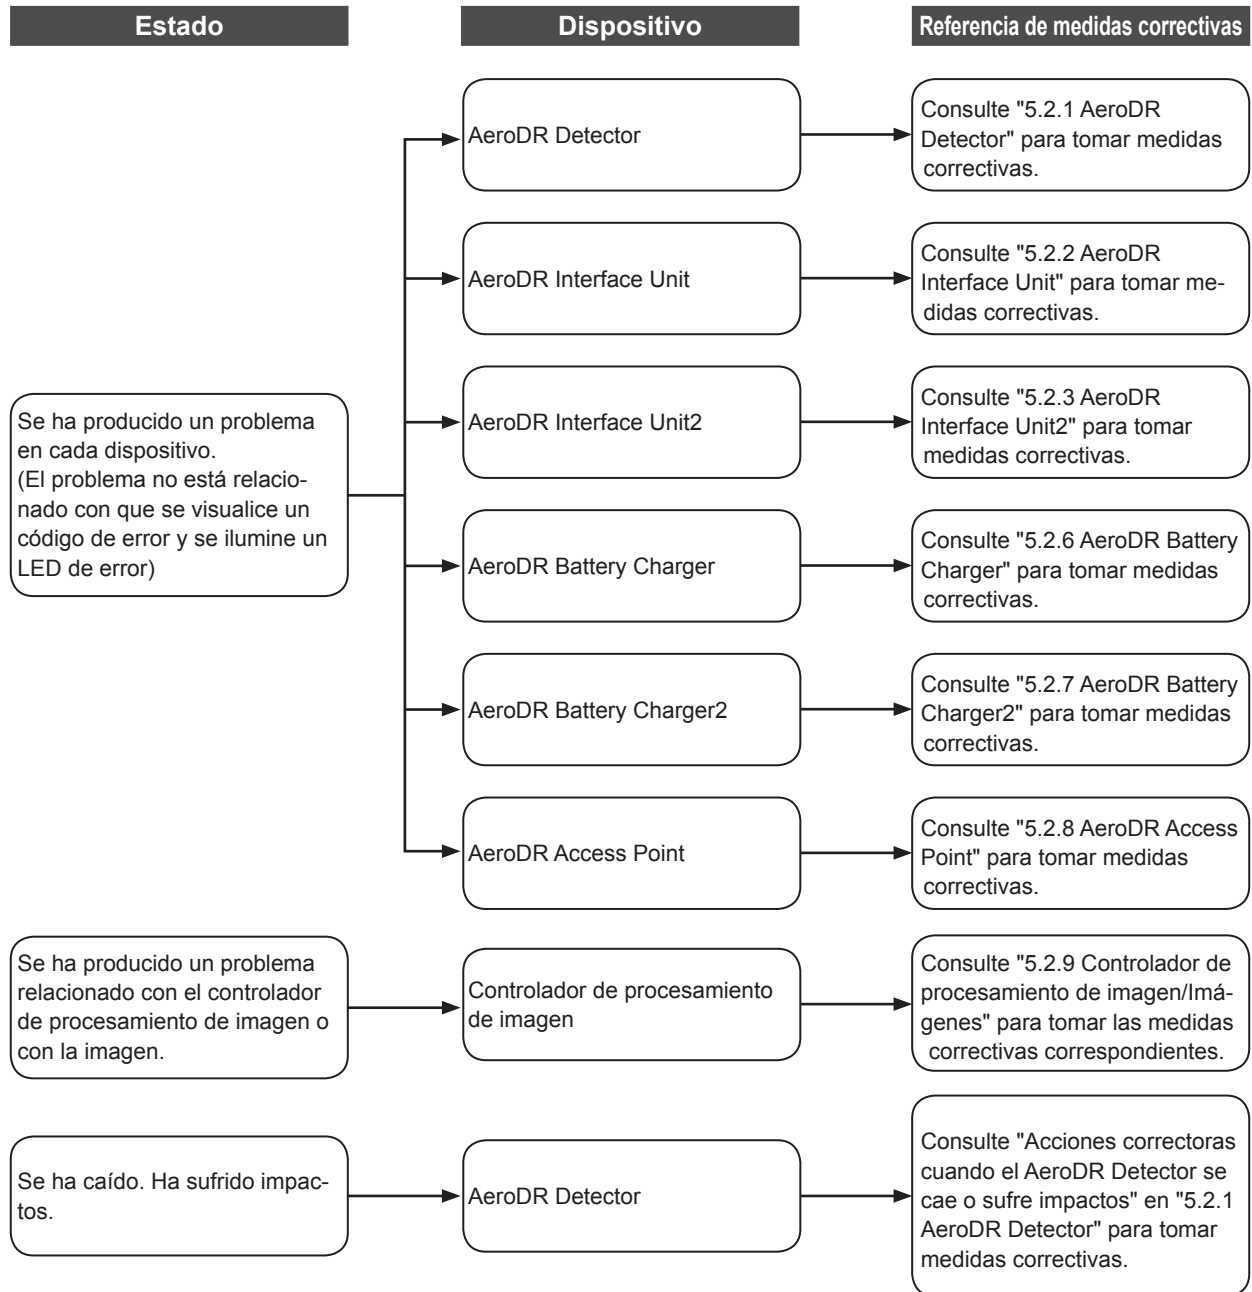 Estado
Dispositivo
Referencia de medidas correctivas
AeroDR Detector
Consulte "5.2.1 AeroDR
Detector" para tomar medidas
correctivas.
AeroDR Interface Unit
Consulte "5.2.2 AeroDR
Interface Unit" para tomar me-
didas correctivas.
Se ha producido un problema
en cada dispositivo.
(El problema no está relacio-
nado con que se visualice un
código de error y se ilumine un
LED de error)
AeroDR Interface Unit2
Consulte "5.2.3 AeroDR
Interface Unit2" para tomar
medidas correctivas.
AeroDR Battery Charger
Consulte "5.2.6 AeroDR Battery
Charger" para tomar medidas
correctivas.
AeroDR Battery Charger2
Consulte "5.2.7 AeroDR Battery
Charger2" para tomar medidas
correctivas.
AeroDR Access Point
Consulte "5.2.8 AeroDR Access
Point" para tomar medidas
correctivas.
Se ha producido un problema
relacionado con el controlador
de procesamiento de imagen o
con la imagen.
Controlador de procesamiento
de imagen
Consulte "5.2.9 Controlador de
procesamiento de imagen/Imá-
genes" para tomar las medidas
correctivas correspondientes.
Se ha caído. Ha sufrido impac-
tos.
AeroDR Detector
Consulte "Acciones correctoras
cuando el AeroDR Detector se
cae o sufre impactos" en "5.2.1
AeroDR Detector" para tomar
medidas correctivas.